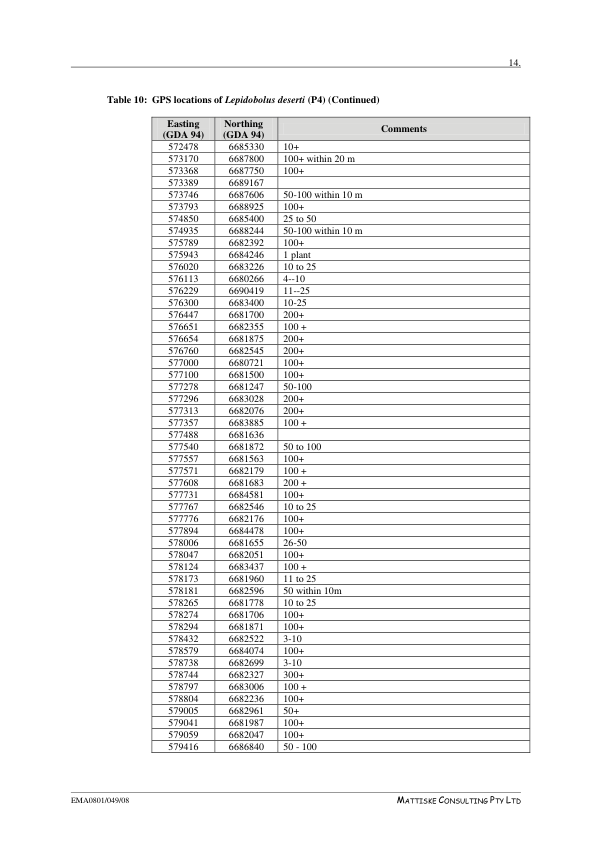 14.
Table 10: GPS locations of Lepidobolus deserti (P4) (Continued)
Easting (GDA 94) Northing (GDA 94) Comments
572478 6685330 10+
573170 6687800 100+ within 20 m
573368 6687750 100+
573389 6689167
573746 6687606 50-100 within 10 m
573793 6688925 100+
574850 6685400 25 to 50
574935 6688244 50-100 within 10 m
575789 6682392 100+
575943 6684246 1 plant
576020 6683226 10 to 25
576113 6680266 4--10
576229 6690419 11--25
576300 6683400 10-25
576447 6681700 200+
576651 6682355 100 +
576654 6681875 200+
576760 6682545 200+
577000 6680721 100+
577100 6681500 100+
577278 6681247 50-100
577296 6683028 200+
577313 6682076 200+
577357 6683885 100 +
577488 6681636
577540 6681872 50 to 100
577557 6681563 100+
577571 6682179 100 +
577608 6681683 200 +
577731 6684581 100+
577767 6682546 10 to 25
577776 6682176 100+
577894 6684478 100+
578006 6681655 26-50
578047 6682051 100+
578124 6683437 100 +
578173 6681960 11 to 25
578181 6682596 50 within 10m
578265 6681778 10 to 25
578274 6681706 100+
578294 6681871 100+
578432 6682522 3-10
578579 6684074 100+
578738 6682699 3-10
578744 6682327 300+
578797 6683006 100 +
578804 6682236 100+
579005 6682961 50+
579041 6681987 100+
579059 6682047 100+
579416 6686840 50 - 100
EMA0801/049/08 MATTISKE CONSULTING PTY LTD